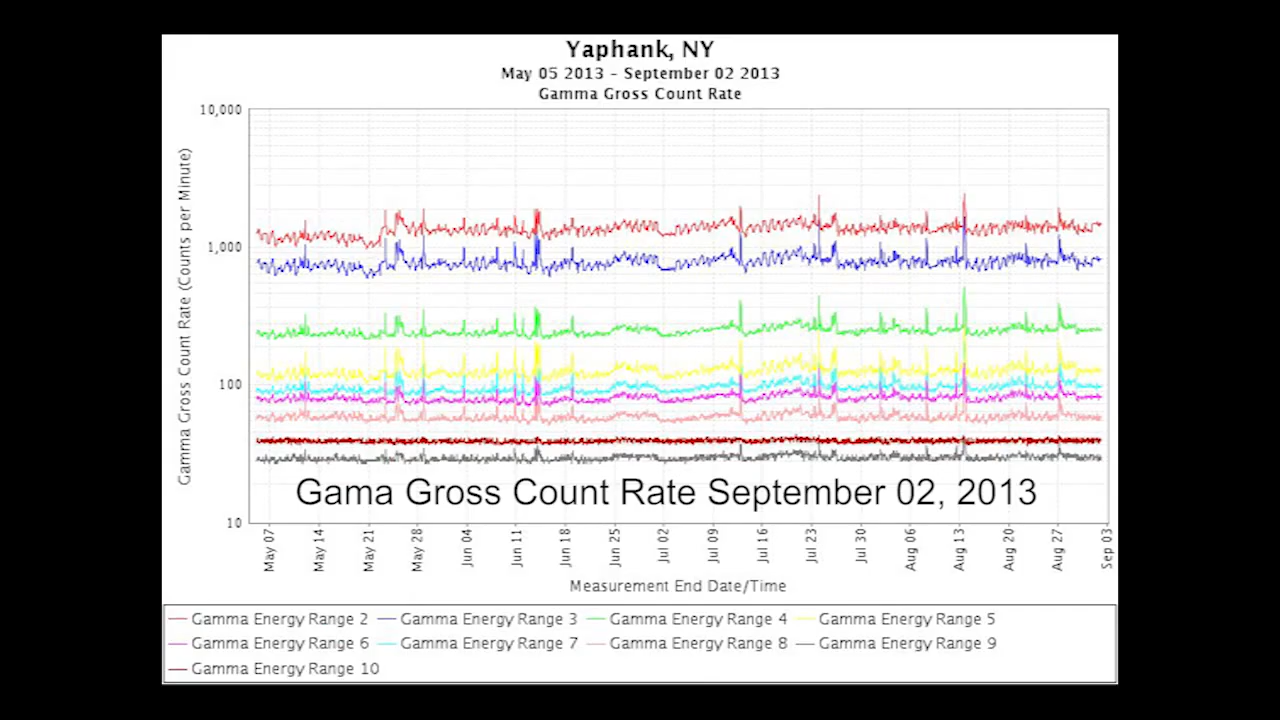 Yaphank, NY
May 05 2013 - September 02 2013
Gamma Gross Count Rate
Gamma Gross Count Rate (Counts per Minute)
10,000
1,000
100
10
Gama Gross Count Rate September 02, 2013
May 07 May 14 May 21 May 28 Jun 04 Jun 11 Jun 18 Jun 25 Jul 02 Jul 09 Jul 16 Jul 23 Jul 30 Aug 06 Aug 13 Aug 20 Aug 27 Sep 03
Measurement End Date/Time
Gamma Energy Range 2 Gamma Energy Range 3 Gamma Energy Range 4 Gamma Energy Range 5
Gamma Energy Range 6 Gamma Energy Range 7 Gamma Energy Range 8 Gamma Energy Range 9
Gamma Energy Range 10